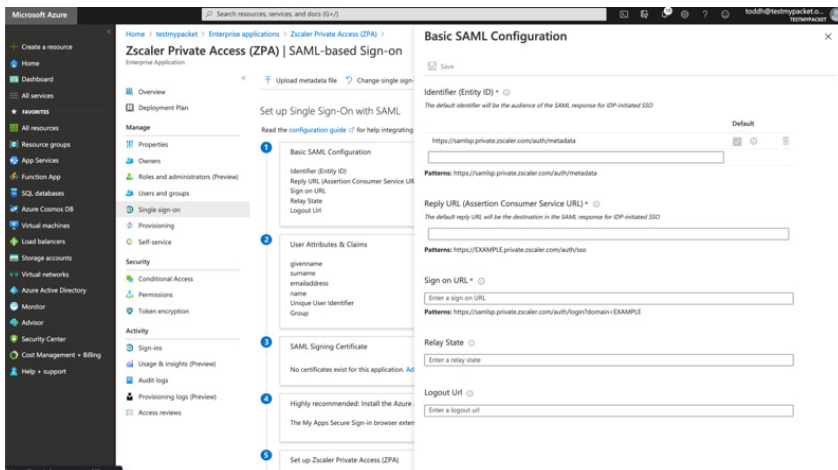 Microsoft Azure
Search resources, services, and docs (G+/)
toddh@testmypacket.o...
TESTMYPACKET
Create a resource
Home
Dashboard
All services
FAVORITES
All resources
Resource groups
App Services
Function App
SQL databases
Azure Cosmos DB
Virtual machines
Load balancers
Storage accounts
Virtual networks
Azure Active Directory
Monitor
Advisor
Security Center
Cost Management + Billing
Help + support
Home > testmypacket > Enterprise applications > Zscaler Private Access (ZPA) >
Zscaler Private Access (ZPA) | SAML-based Sign-on
Enterprise Application
Overview
Deployment Plan
Manage
Properties
Owners
Roles and administrators (Preview)
Users and groups
Single sign-on
Provisioning
Self-service
Security
Conditional Access
Permissions
Token encryption
Activity
Sign-ins
Usage & insights (Preview)
Audit logs
Provisioning logs (Preview)
Access reviews
Upload metadata file Change single sign-
Set up Single Sign-On with SAML
Read the configuration guide for help integrating
1
Basic SAML Configuration
Identifier (Entity ID)
Reply URL (Assertion Consumer Service UR
Sign on URL
Relay State
Logout Url
2
User Attributes & Claims
givenname
surname
emailaddress
name
Unique User Identifier
Group
3
SAML Signing Certificate
No certificates exist for this application. Ad
4
Highly recommended: Install the Azure
The My Apps Secure Sign-in browser exten
5
Set up Zscaler Private Access (ZPA)
Basic SAML Configuration
Save
Identifier (Entity ID) *
The default identifier will be the audience of the SAML response for IDP-initiated SSO
Default
https://samlsp.private.zscaler.com/auth/metadata
Patterns: https://samlsp.private.zscaler.com/auth/metadata
Reply URL (Assertion Consumer Service URL) *
The default reply URL will be the destination in the SAML response for IDP-initiated SSO
Patterns: https://EXAMPLE.private.zscaler.com/auth/sso
Sign on URL *
Enter a sign on URL
Patterns: https://samlsp.private.zscaler.com/auth/login?domain=EXAMPLE
Relay State
Enter a relay state
Logout Url
Enter a logout url